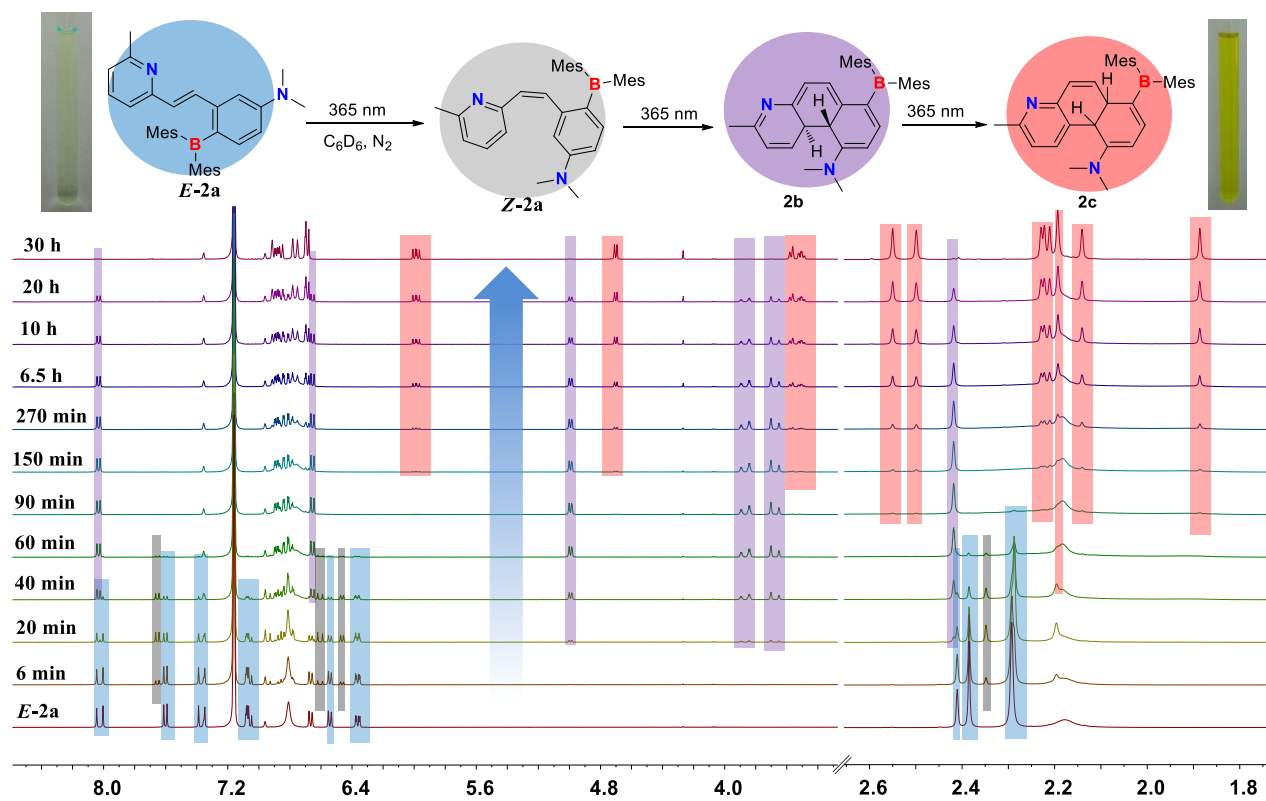 N
N
B
Mes
Mes
E-2a
365 nm
C6D6, N2
N
B
Mes
Mes
N
Z-2a
365 nm
N
H
H
B
Mes
Mes
N
2b
365 nm
N
H
H
B
Mes
Mes
N
2c
30 h
20 h
10 h
6.5 h
270 min
150 min
90 min
60 min
40 min
20 min
6 min
E-2a
8.0 7.2 6.4 5.6 4.8 4.0 2.6 2.4 2.2 2.0 1.8